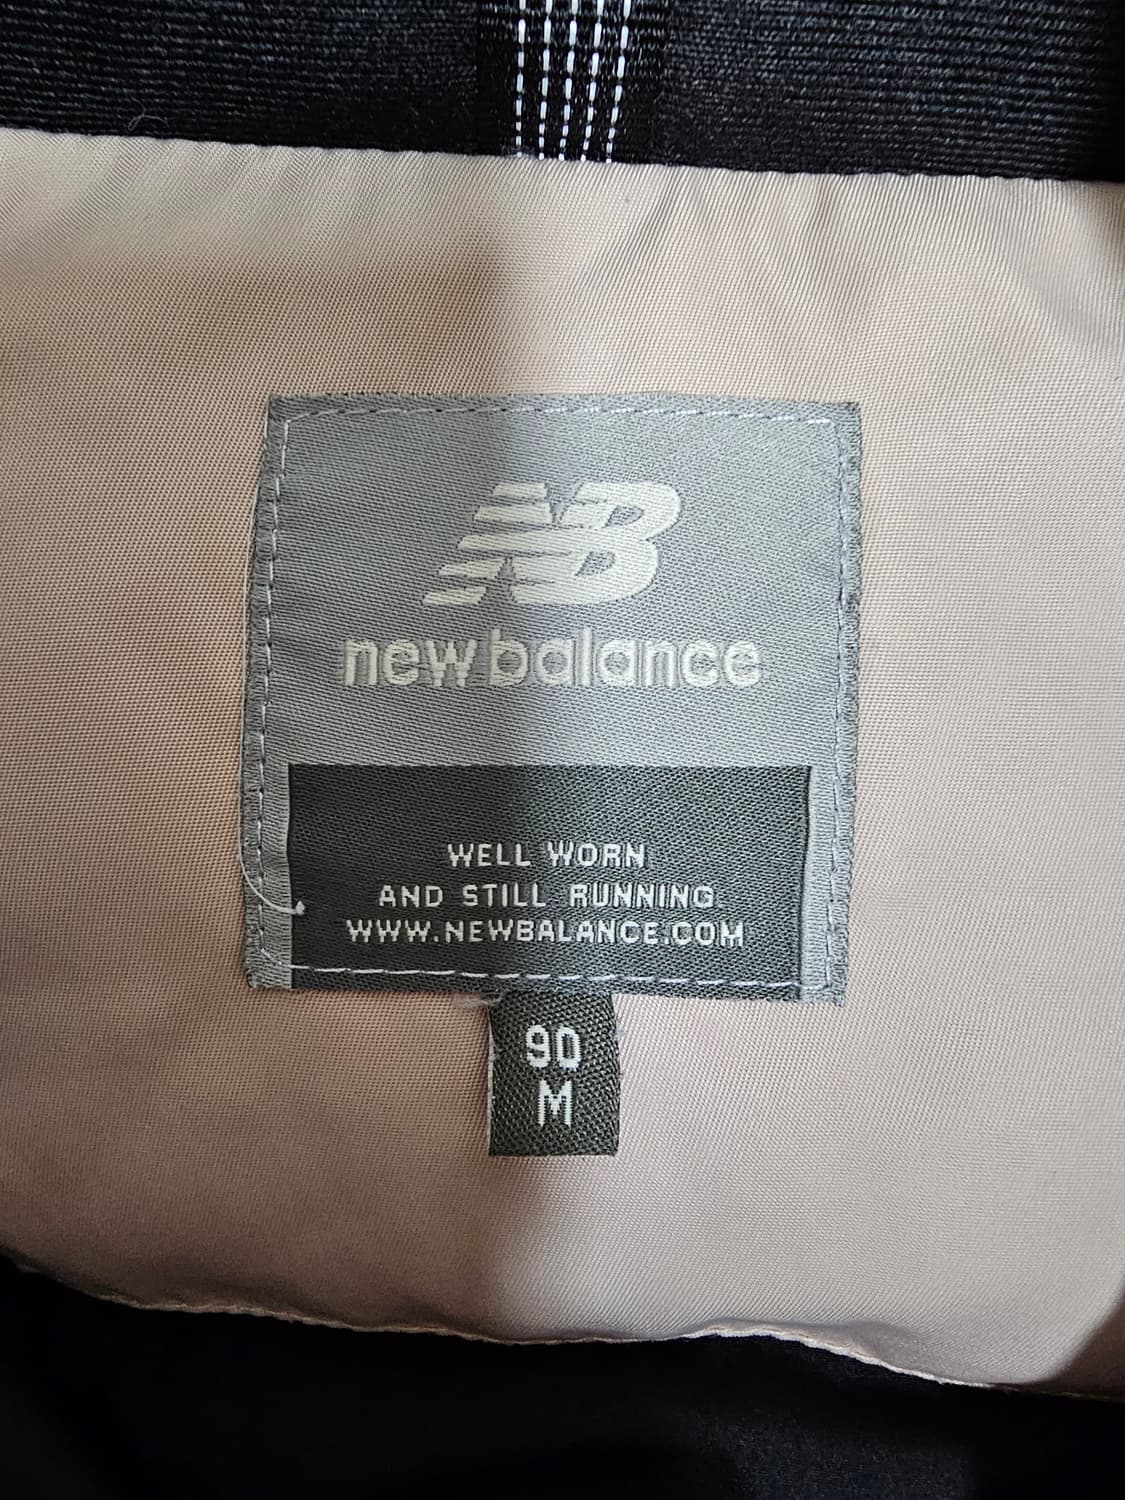 NB
new balance
WELL WORN
AND STILL RUNNING
WWW.NEWBALANCE.COM
90
M